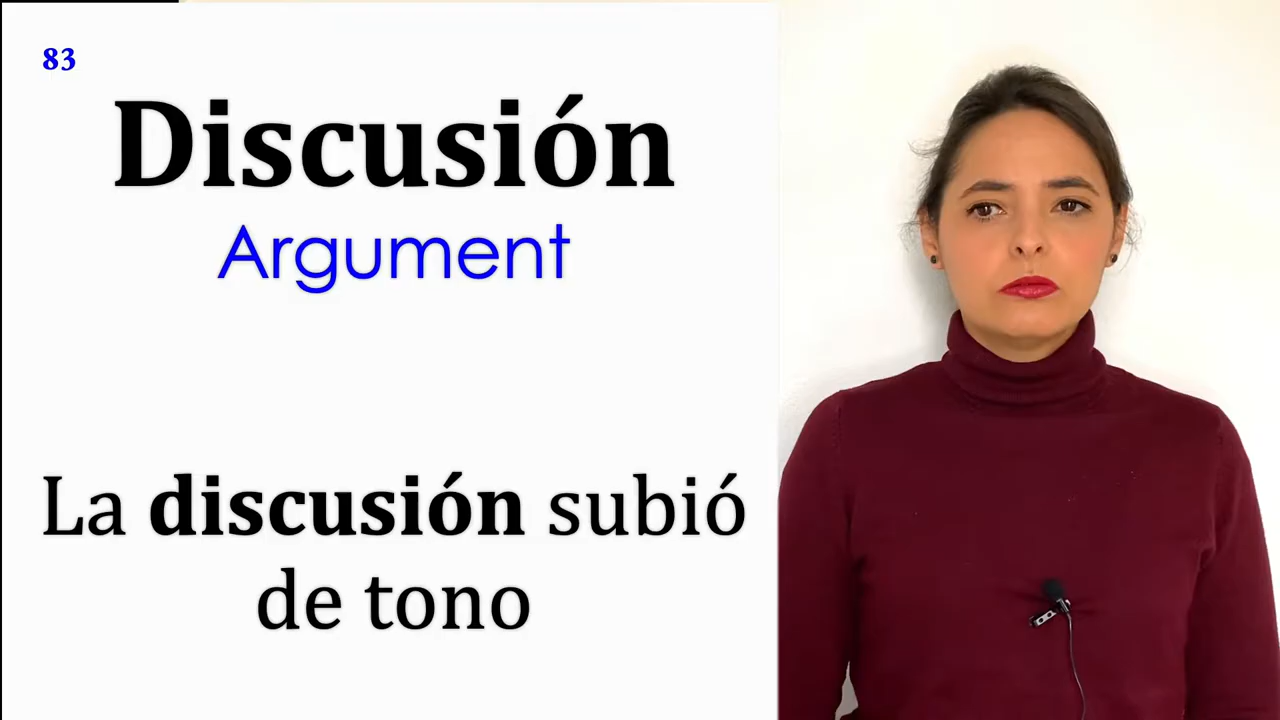 83
Discusión
Argument
La discusión subió
de tono